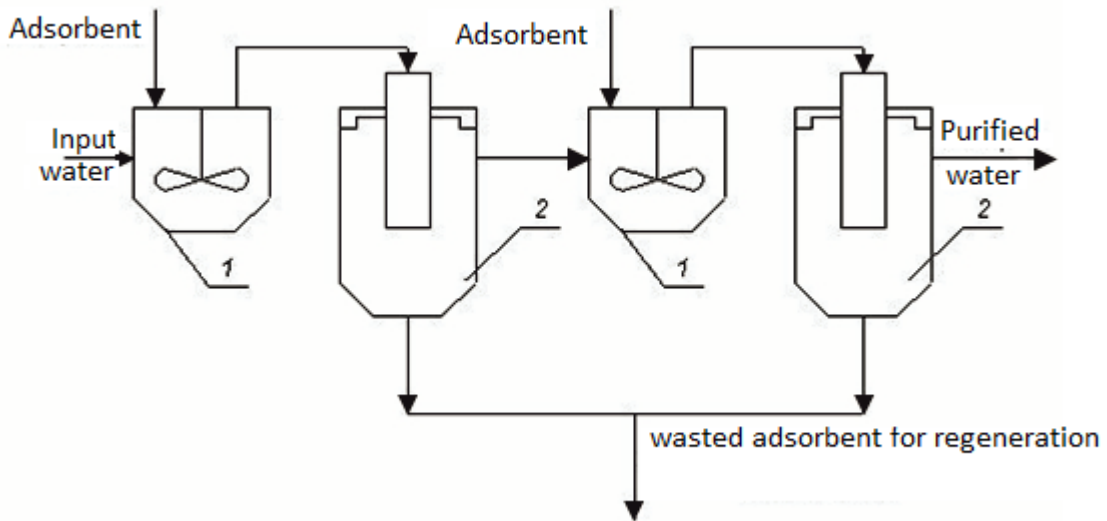 Adsorbent
Adsorbent
Input
water
Purified
water
2
2
1
1
wasted adsorbent for regeneration